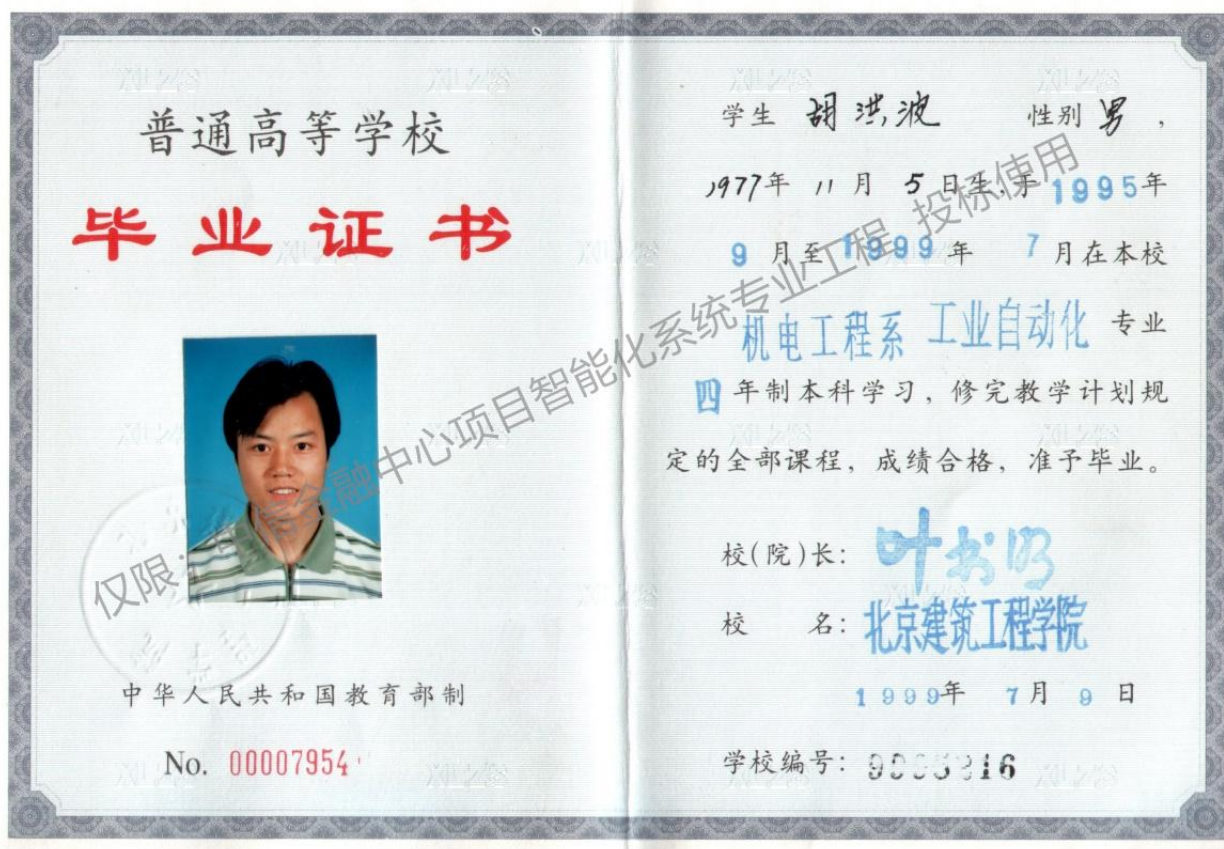 普通高等学校
毕业证书
中华人民共和国教育部制
No. 00007954
学生 胡洪波 性别 男，
1977年 11 月 5 日生，于 1995年
9 月至 1999 年 7 月在本校
机电工程系 工业自动化 专业
四 年制本科学习，修完教学计划规
定的全部课程，成绩合格，准予毕业。
校(院)长：叶书明
校 名：北京建筑工程学院
1999年 7月 9 日
学校编号：
仅限：金融中心项目智能化系统专业工程 投标使用